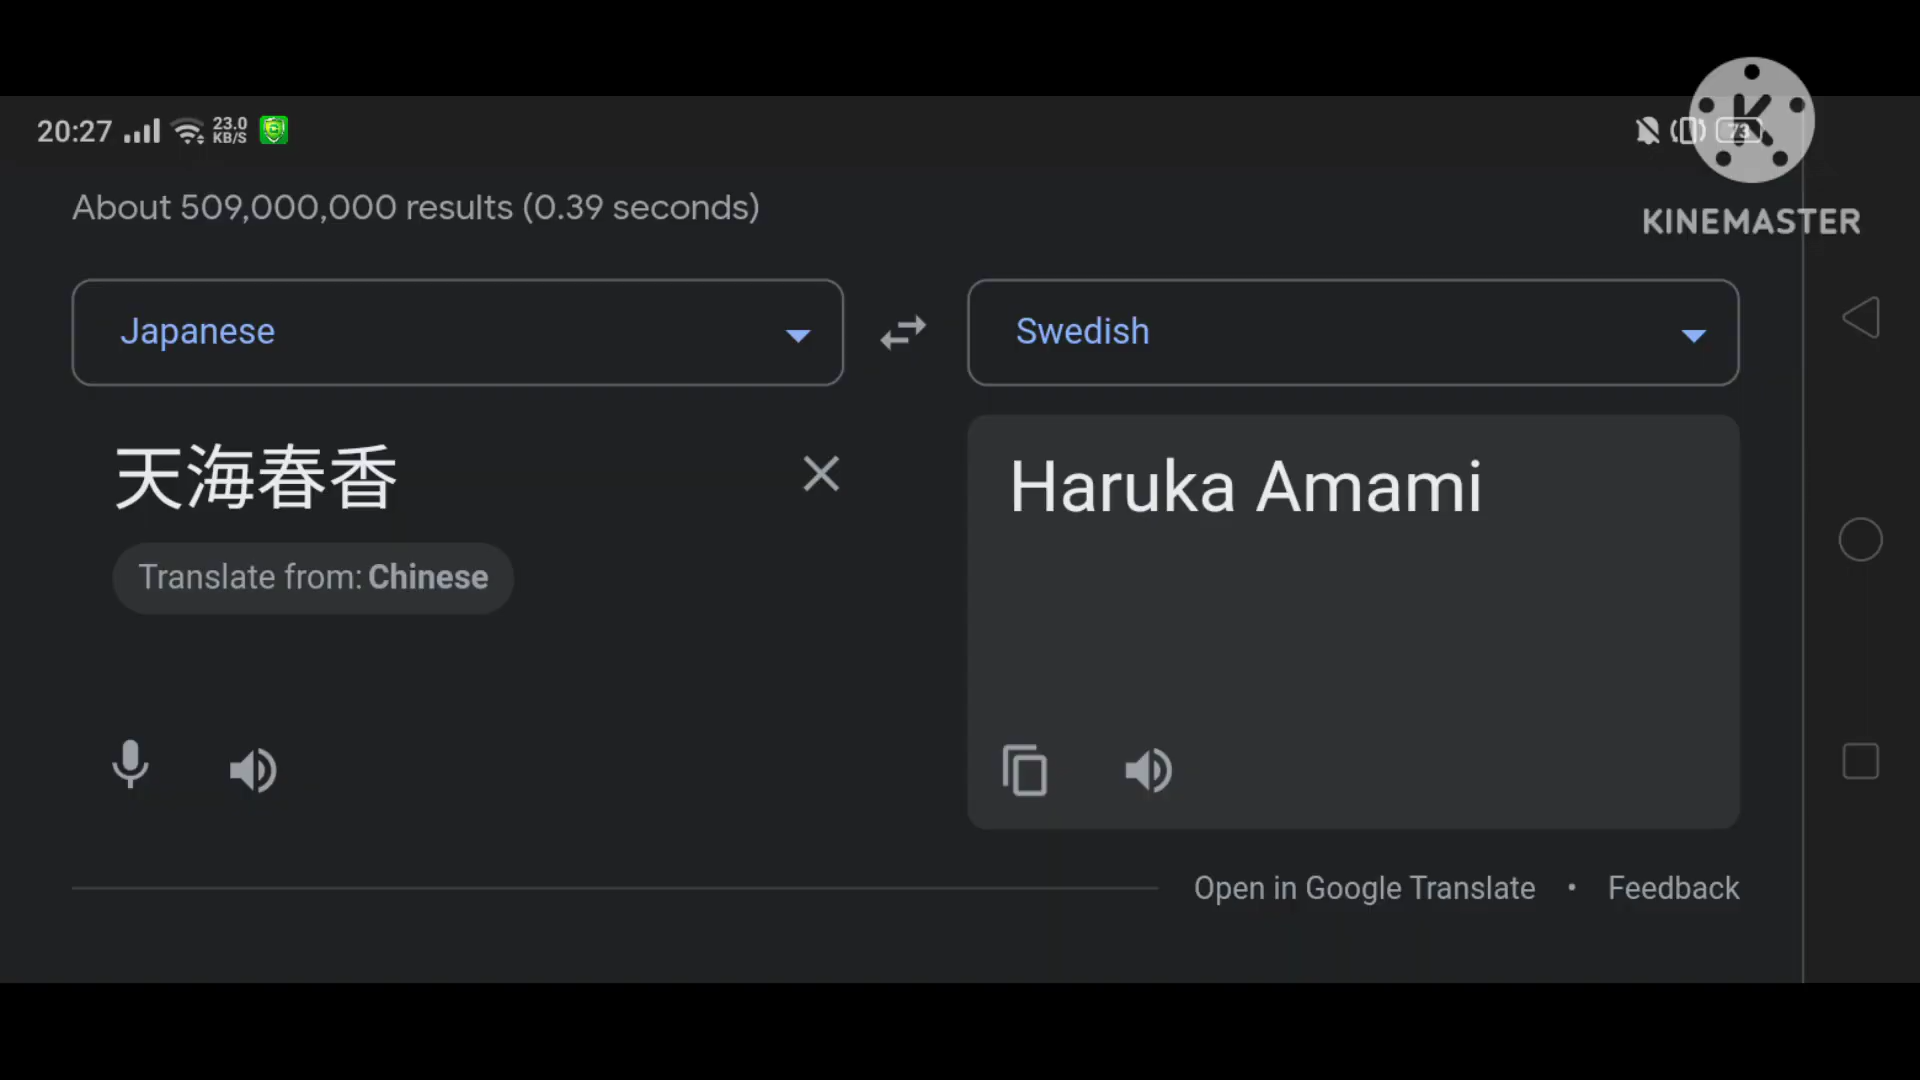 20:27 23.0 KB/S 73
KINEMASTER
About 509,000,000 results (0.39 seconds)
Japanese
Swedish
天海春香
Haruka Amami
Translate from: Chinese
Open in Google Translate • Feedback